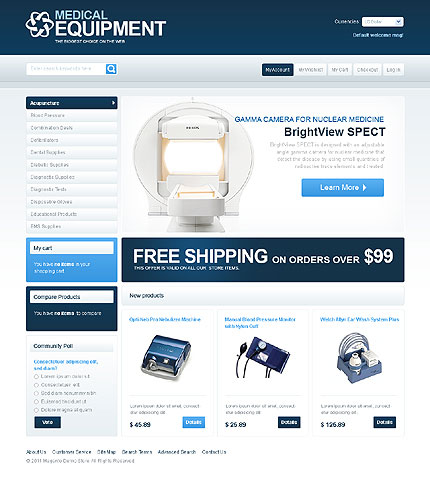 MEDICAL
EQUIPMENT
THE BIGGEST CHOICE ON THE WEB
Currencies:
US Dollar
Default welcome msg!
Enter search keywords here
My Account
My Wishlist
My Cart
Checkout
Log In
Acupuncture
Blood Pressure
Combination Deals
Defibrillators
Dental Supplies
Diabetic Supplies
Diagnostic Supplies
Diagnostic Tests
Disposable Gloves
Educational Products
EMS Supplies
GAMMA CAMERA FOR NUCLEAR MEDICINE
BrightView SPECT
BrightView SPECT is designed with an adjustable
angle gamma camera for nuclear medicine that
detect the disease by using small quantities of
radioactive trace elements and treated.
Learn More
My cart
You have no items in your
shopping cart.
FREE SHIPPING ON ORDERS OVER $99
THIS OFFER IS VALID ON ALL OUR STORE ITEMS.
Compare Products
You have no items to compare
New products
Opti-Neb Pro Nebulizer Machine
Lorem ipsum dolor sit amet, consect
etur adipisicing elit
$ 45.89
Details
Manual Blood Pressure Monitor
with Nylon Cuff
Lorem ipsum dolor sit amet, consect
etur adipisicing elit
$ 25.89
Details
Welch Allyn Ear Wash System Plus
Lorem ipsum dolor sit amet, consect
etur adipisicing elit
$ 125.89
Details
Community Poll
Consectetuer adipiscing elit,
sed diam?
Lorem ipsum dolor sit
Consectetuer elit
Sed diam nonummy nibh
Euismod tincidunt ut
Dolore magna aliquam
Vote
About Us
Customer Service
Site Map
Search Terms
Advanced Search
Contact Us
© 2011 Magento Demo Store. All Rights Reserved.